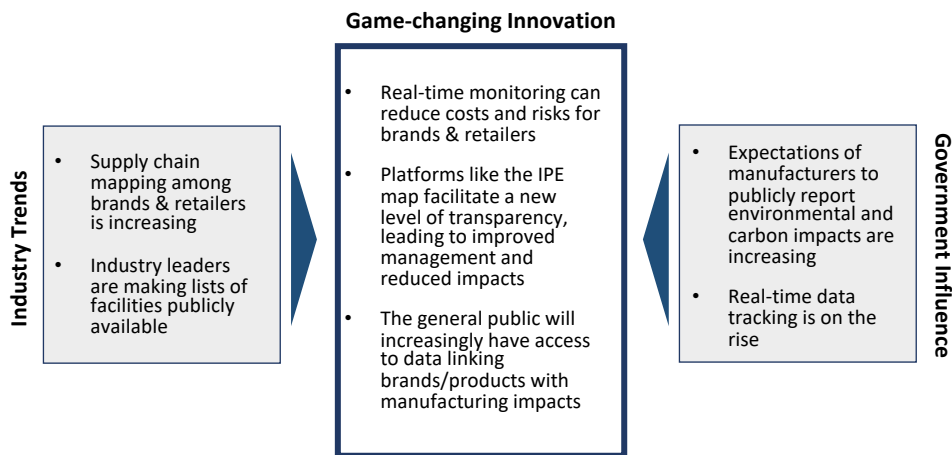 Game-changing Innovation
Industry Trends
• Supply chain
mapping among
brands & retailers
is increasing
• Industry leaders
are making lists of
facilities publicly
available
• Real-time monitoring can
reduce costs and risks for
brands & retailers
• Platforms like the IPE
map facilitate a new
level of transparency,
leading to improved
management and
reduced impacts
• The general public will
increasingly have access
to data linking
brands/products with
manufacturing impacts
• Expectations of
manufacturers to
publicly report
environmental and
carbon impacts are
increasing
• Real-time data
tracking is on the
rise
Government Influence